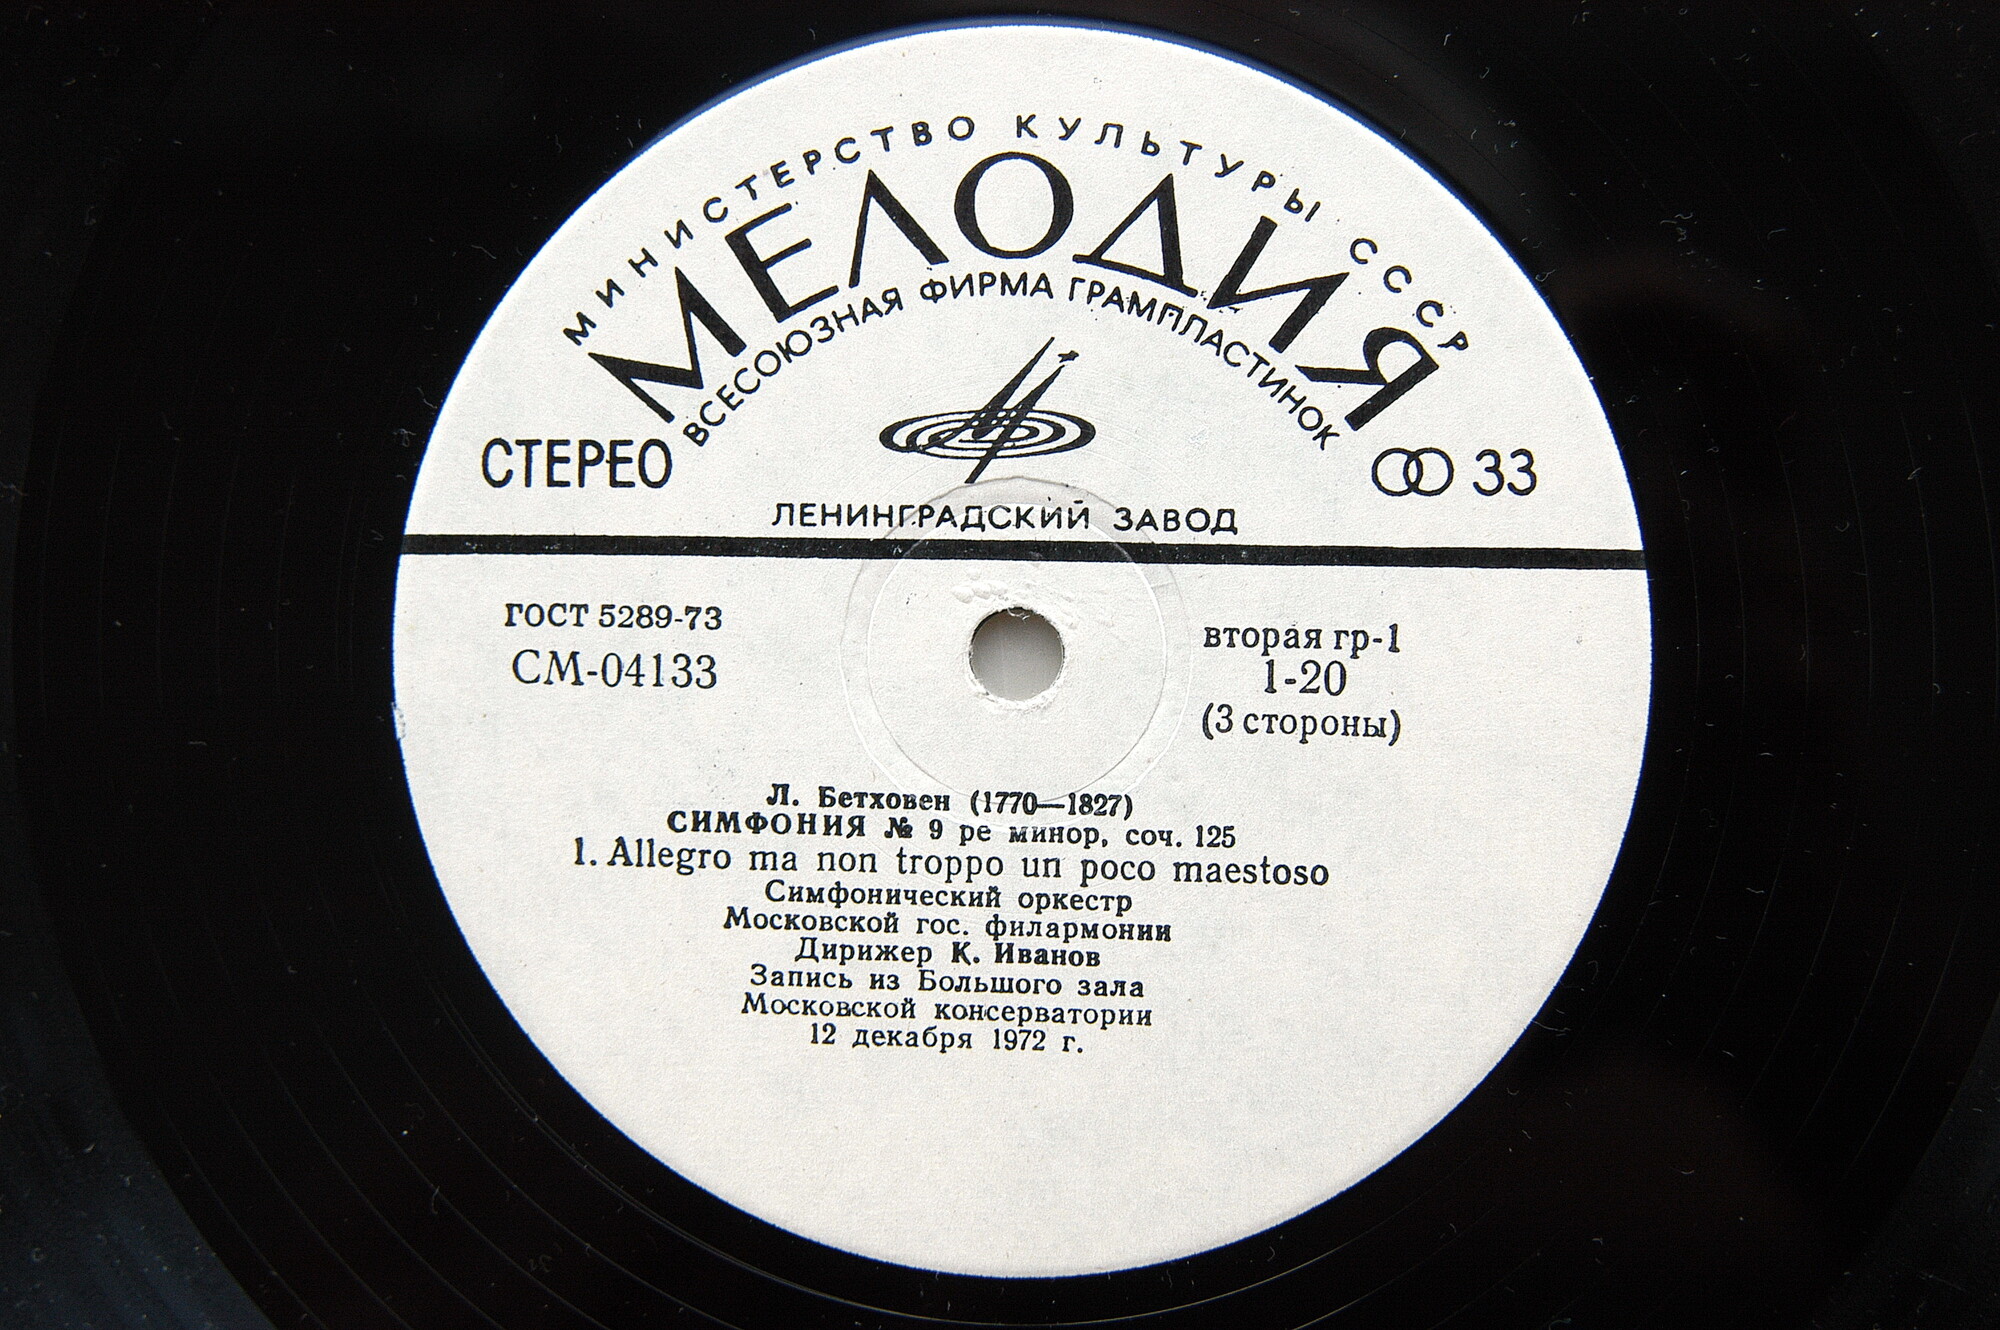 МИНИСТЕРСТВО КУЛЬТУРЫ СССР
МЕЛОДИЯ
ВСЕСОЮЗНАЯ ФИРМА ГРАМПЛАСТИНОК
СТЕРЕО
33
ЛЕНИНГРАДСКИЙ ЗАВОД
ГОСТ 5289-73
СМ-04133
вторая гр-1
1-20
(3 стороны)
Л. Бетховен (1770—1827)
СИМФОНИЯ № 9 ре минор, соч. 125
1. Allegro ma non troppo un poco maestoso
Симфонический оркестр
Московской гос. филармонии
Дирижер К. Иванов
Запись из Большого зала
Московской консерватории
12 декабря 1972 г.